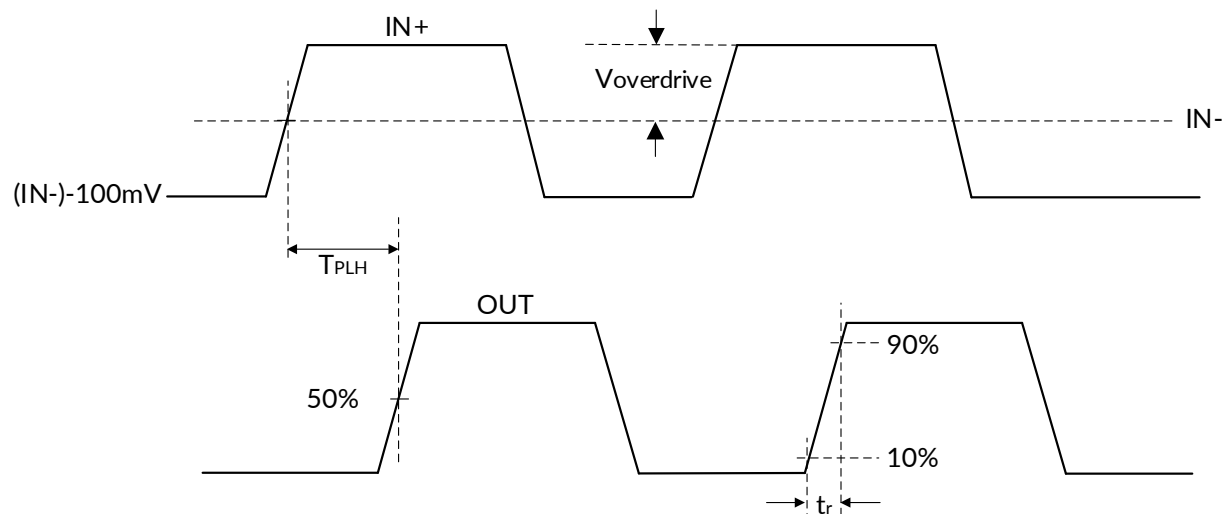 IN+
Voverdrive
IN-
(IN-)-100mV
TPLH
OUT
90%
50%
10%
tr